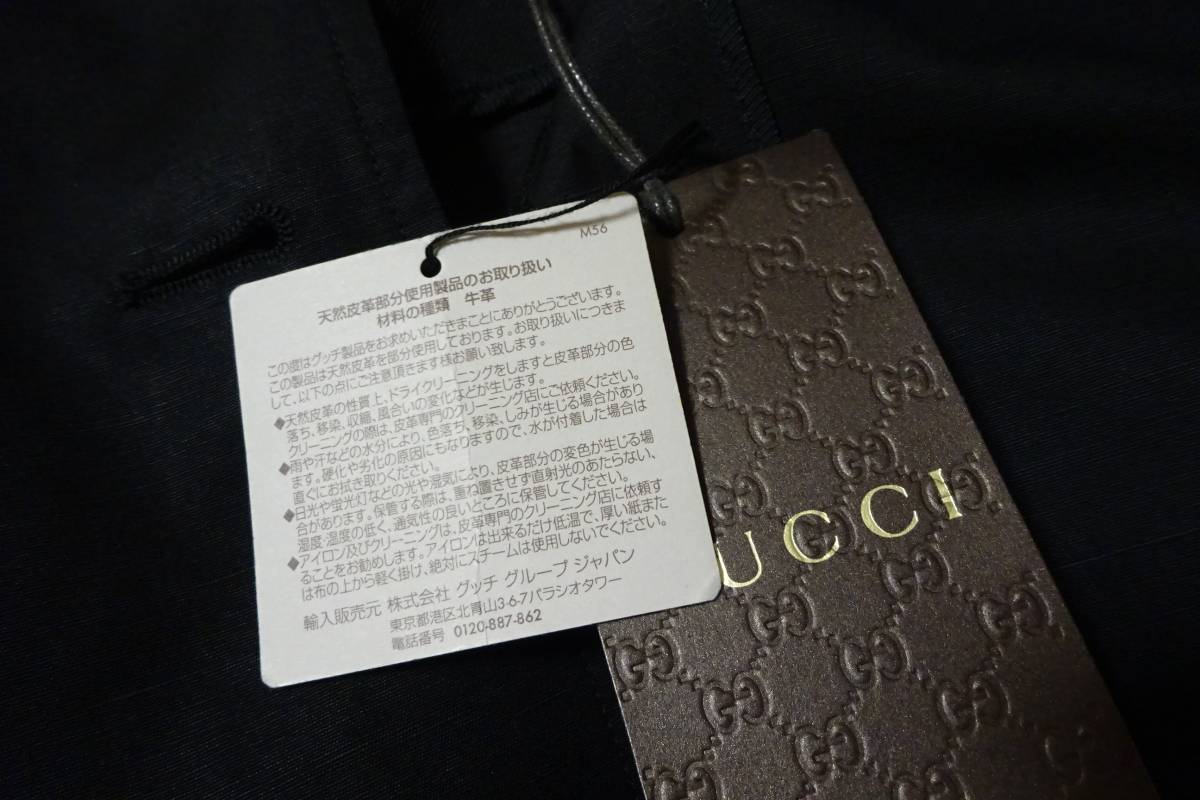 M56
天然皮革部分使用製品のお取り扱い
材料の種類 牛革
この度はグッチ製品をお求めいただきまことにありがとうございます。
この製品は天然皮革を部分使用しております。お取り扱いにつきま
して、以下の点にご注意頂きます様お願い致します。
◆天然皮革の性質上、ドライクリーニングをしますと皮革部分の色
落ち、移染、収縮、風合いの変化などが生じます。
クリーニングの際は、皮革専門のクリーニング店にご依頼ください。
◆雨や汗などの水分により、色落ち、移染、しみが生じる場合があり
ます。硬化や劣化の原因にもなりますので、水が付着した場合は
直ぐにお拭き取りください。
◆日光や蛍光灯などの光や湿気により、皮革部分の変色が生じる場
合があります。保管する際は、重ね置きせず直射光のあたらない、
湿度・温度の低く、通気性の良いところに保管してください。
◆アイロン及びクリーニングは、皮革専門のクリーニング店に依頼す
ることをお勧めします。アイロンは出来るだけ低温で、厚い紙また
は布の上から軽く掛け、絶対にスチームは使用しないでください。
輸入販売元 株式会社 グッチ グループ ジャパン
東京都港区北青山3-6-7パラシオタワー
電話番号 0120-887-862
UCCI